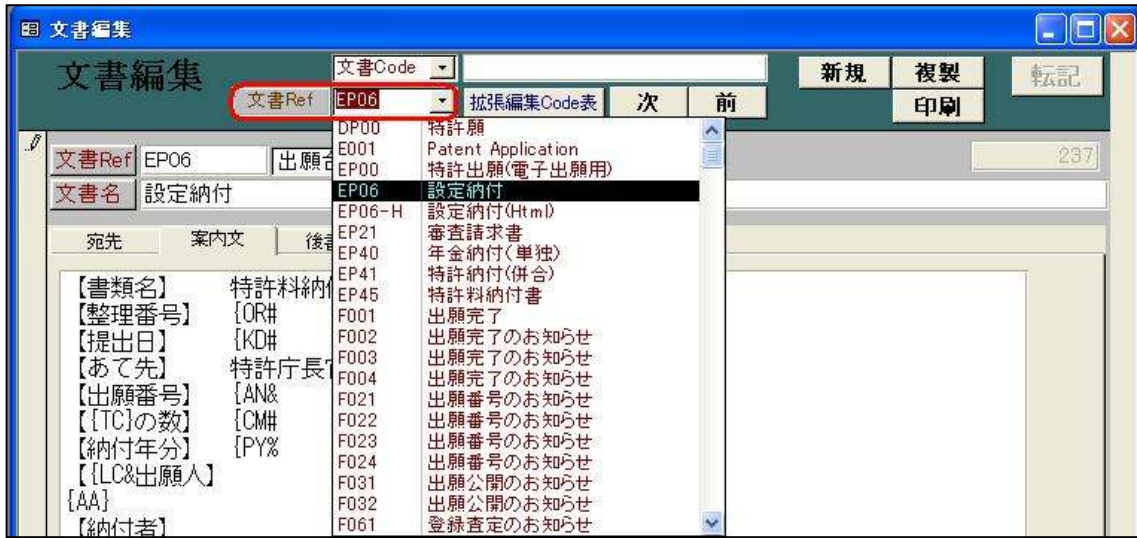 文書編集
文書編集
文書Code
新規
複製
転記
文書Ref EP06
拡張編集Code表
次
前
印刷
DP00 特許願
E001 Patent Application
EP00 特許出願(電子出願用)
EP06 設定納付
EP06-H 設定納付(Html)
EP21 審査請求書
EP40 年金納付(単独)
EP41 特許納付(併合)
EP45 特許料納付書
F001 出願完了
F002 出願完了のお知らせ
F003 出願完了のお知らせ
F004 出願完了のお知らせ
F021 出願番号のお知らせ
F022 出願番号のお知らせ
F023 出願番号のお知らせ
F024 出願番号のお知らせ
F031 出願公開のお知らせ
F032 出願公開のお知らせ
F061 登録査定のお知らせ
文書Ref EP06 出願
237
文書名 設定納付
宛先
案内文
後
【書類名】 特許料納
【整理番号】 {OR#
【提出日】 {KD#
【あて先】 特許庁長
【出願番号】 {AN&
【{TC}の数】 {CM#
【納付年分】 {PY%
【{LC&出願人】
{AA}
【納付者】